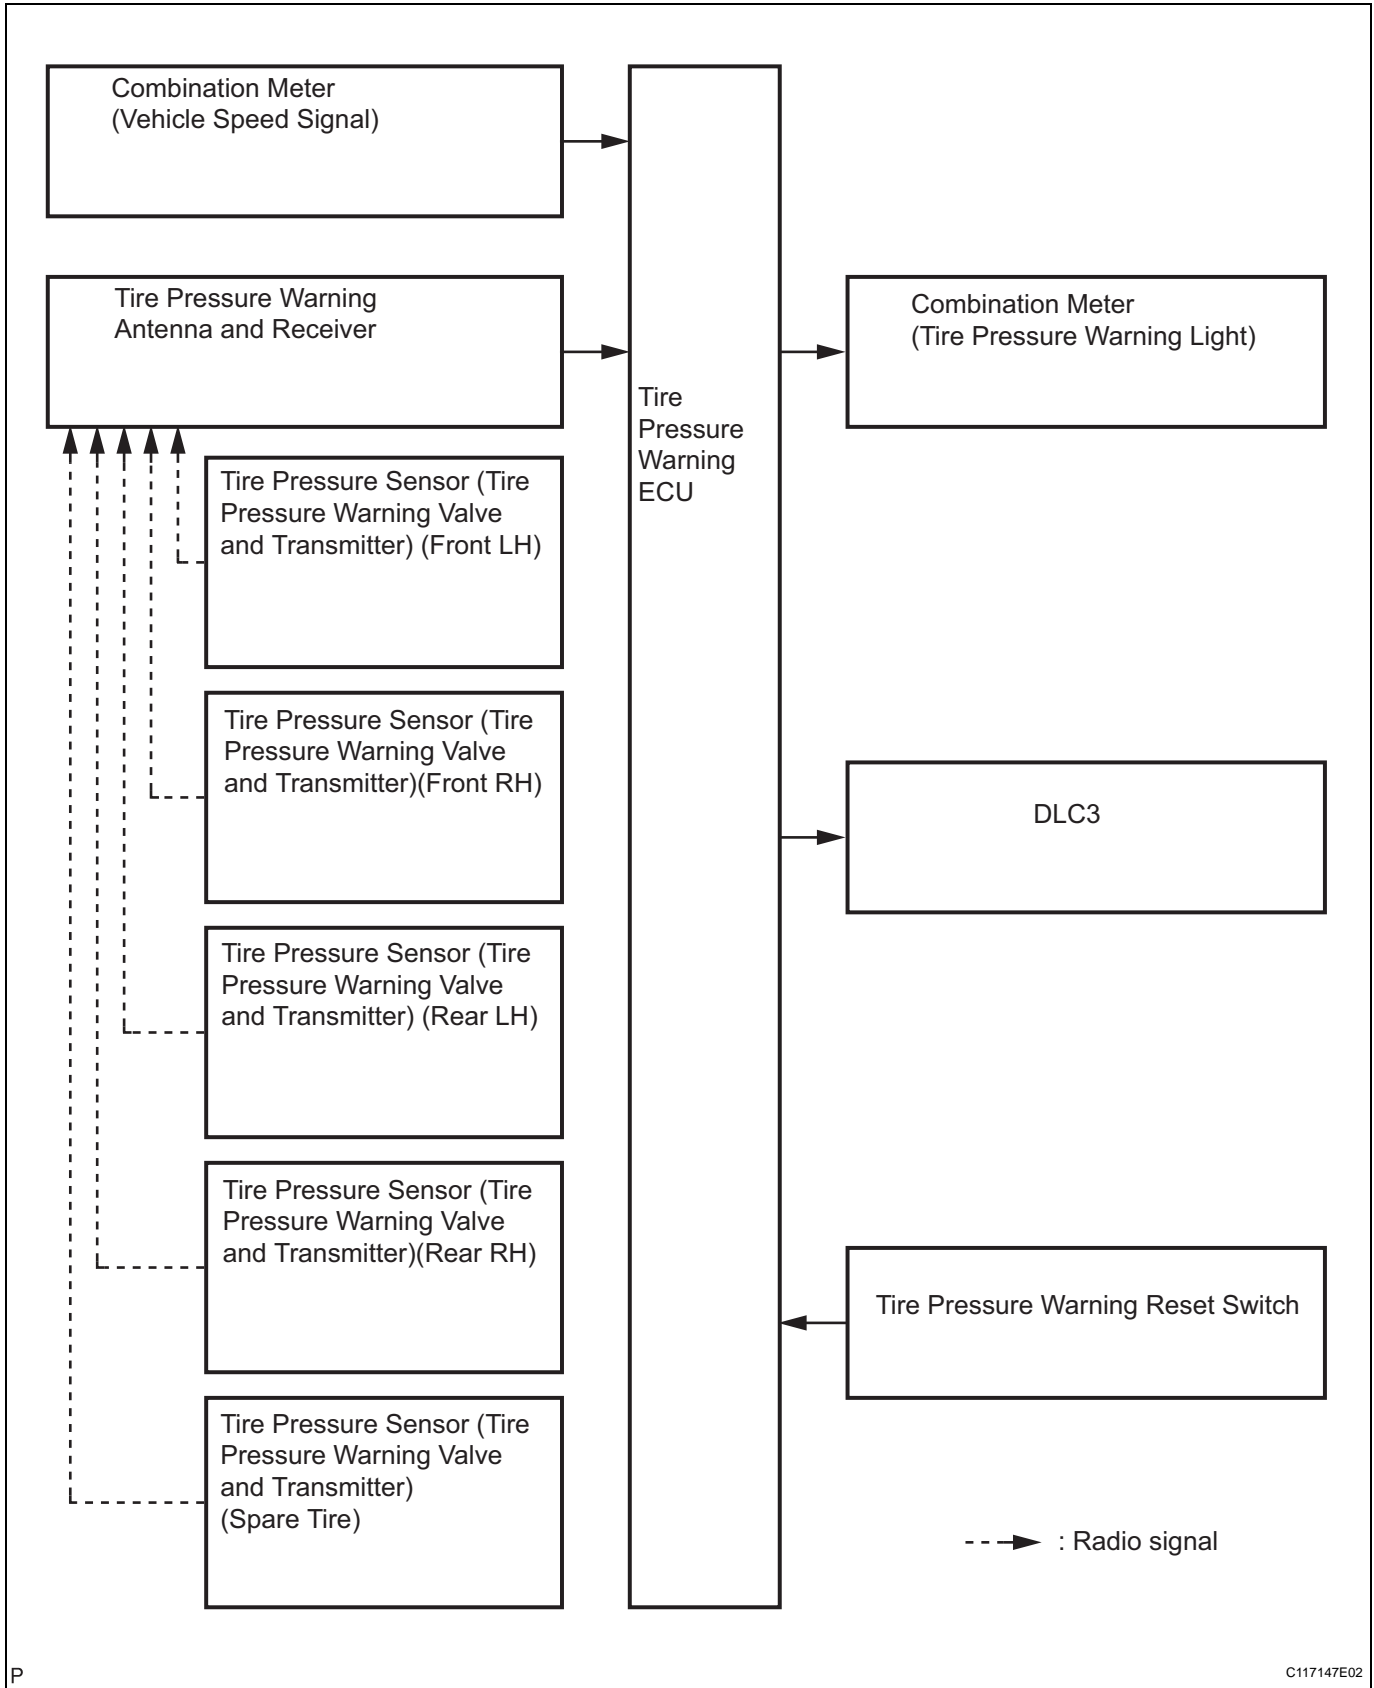 Combination Meter
(Vehicle Speed Signal)
Tire Pressure Warning
Antenna and Receiver
Tire Pressure Sensor (Tire
Pressure Warning Valve
and Transmitter) (Front LH)
Tire Pressure Sensor (Tire
Pressure Warning Valve
and Transmitter)(Front RH)
Tire Pressure Sensor (Tire
Pressure Warning Valve
and Transmitter) (Rear LH)
Tire Pressure Sensor (Tire
Pressure Warning Valve
and Transmitter)(Rear RH)
Tire Pressure Sensor (Tire
Pressure Warning Valve
and Transmitter)
(Spare Tire)
Tire
Pressure
Warning
ECU
Combination Meter
(Tire Pressure Warning Light)
DLC3
Tire Pressure Warning Reset Switch
: Radio signal
P
C117147E02